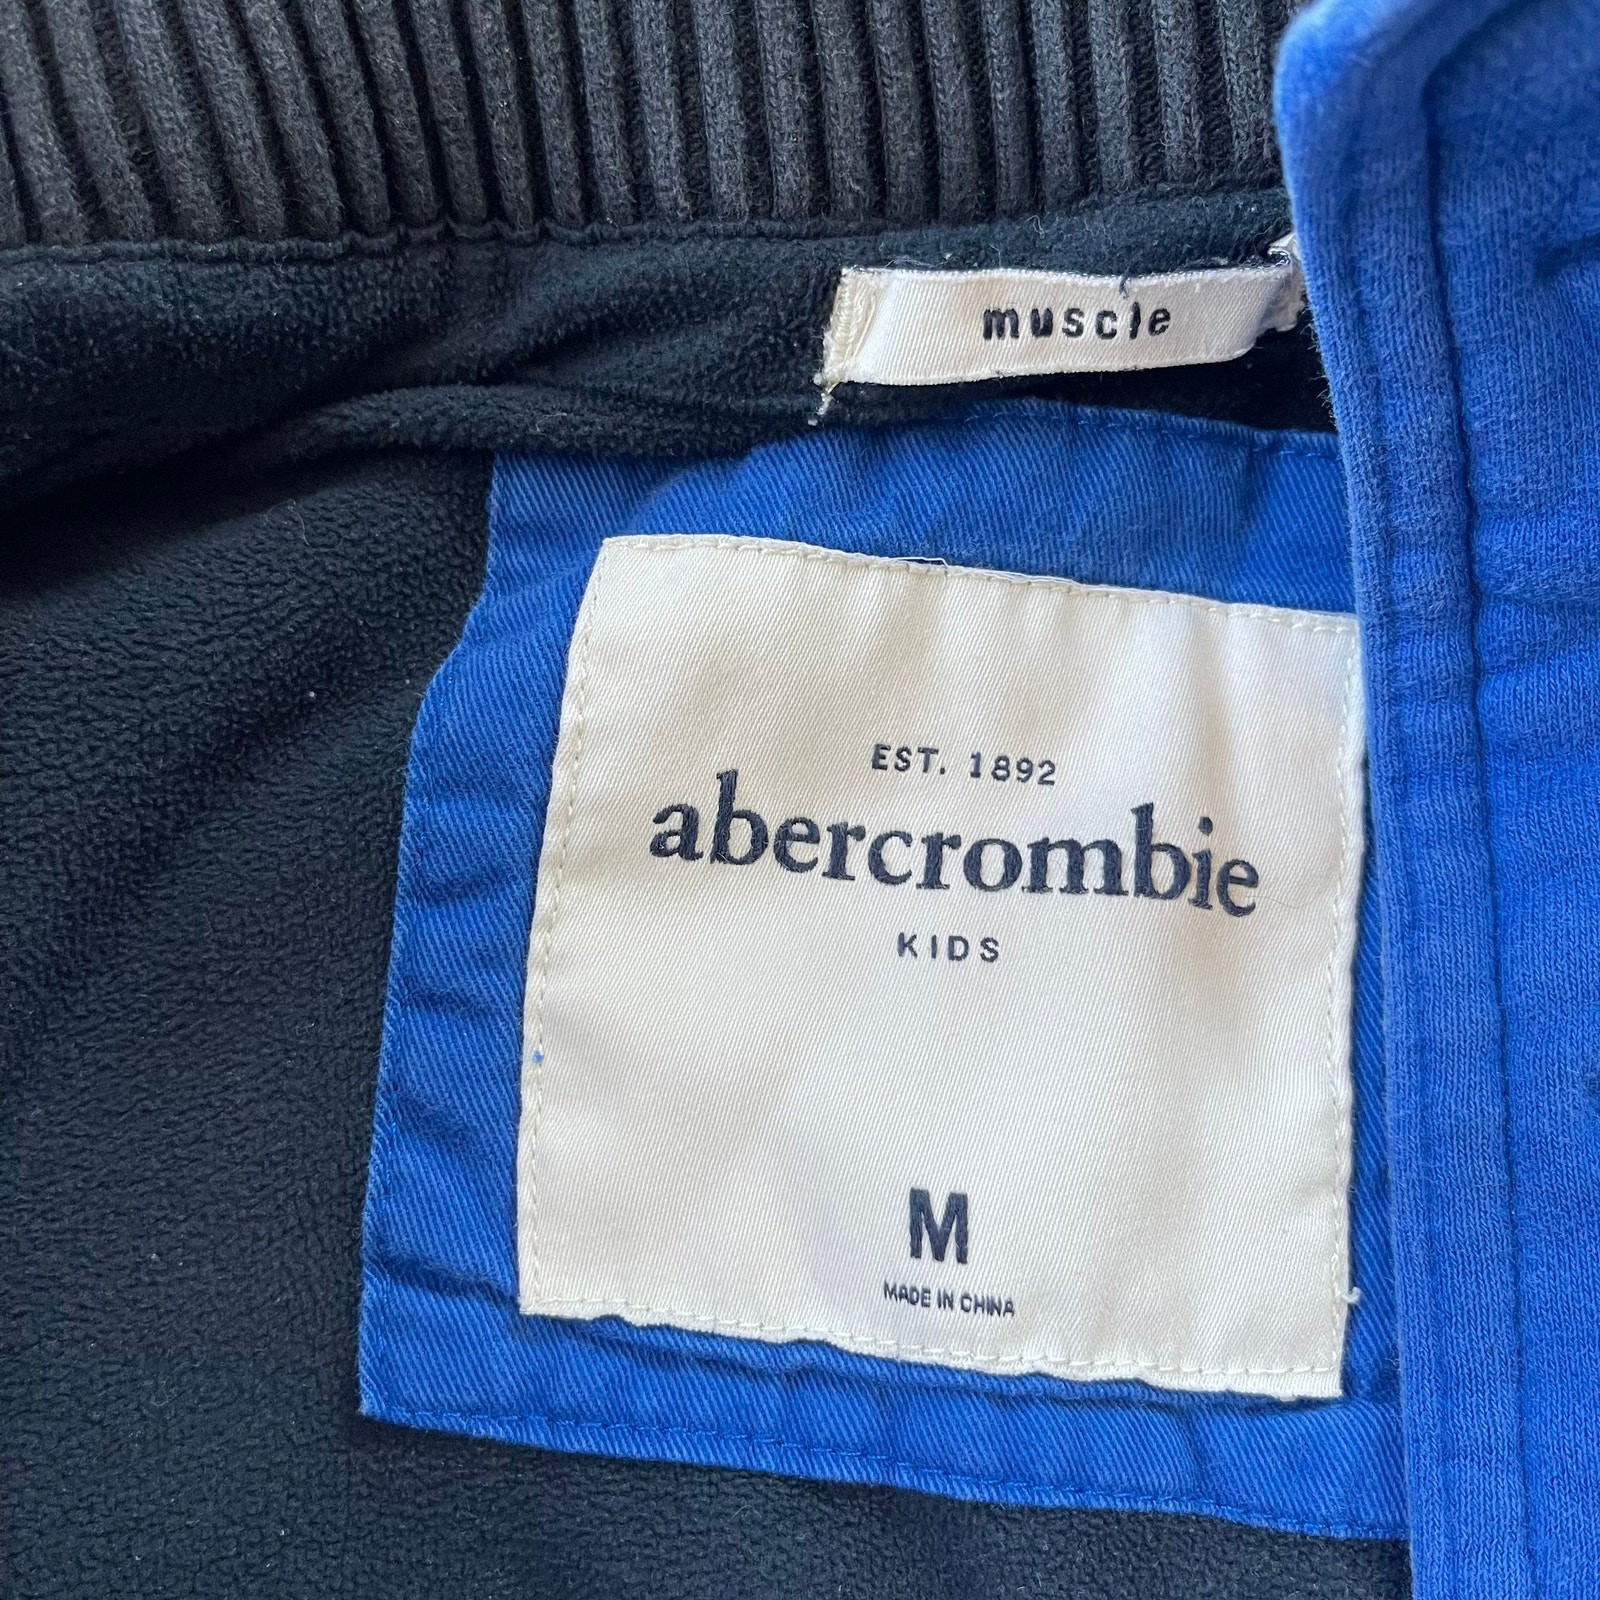 muscle
EST. 1892
abercrombie
KIDS
M
MADE IN CHINA